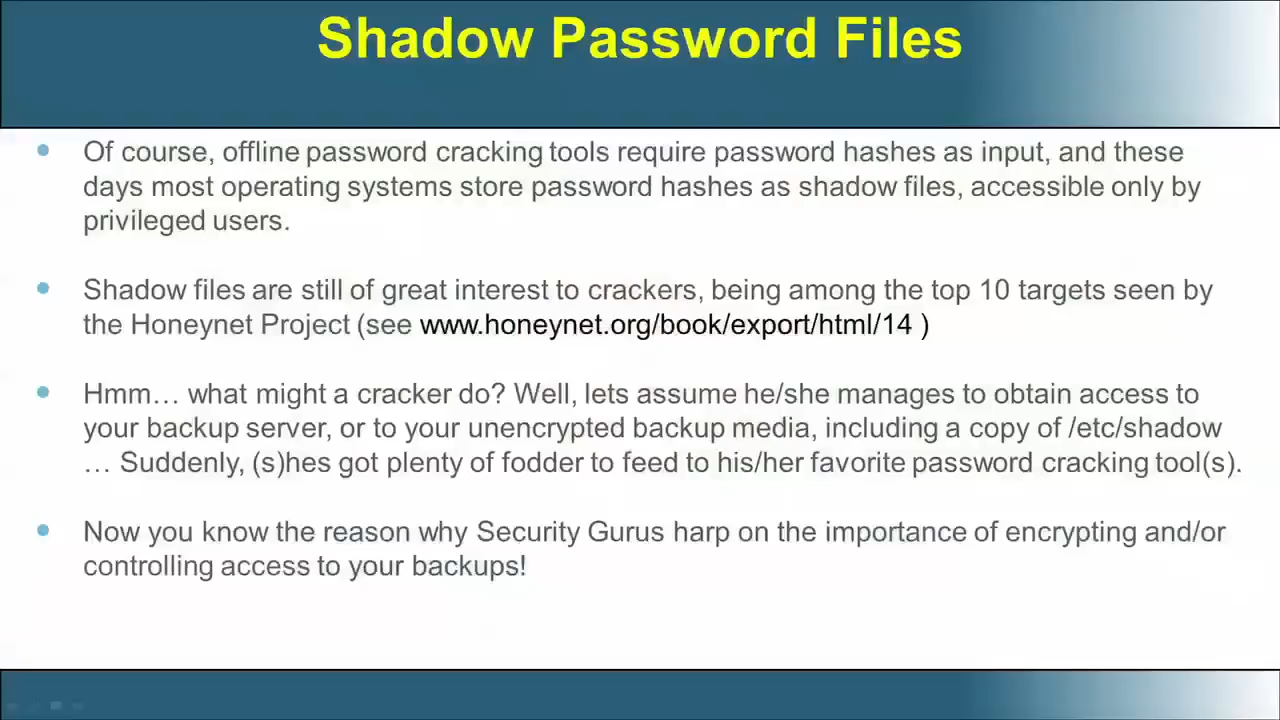 Shadow Password Files
Of course, offline password cracking tools require password hashes as input, and these
days most operating systems store password hashes as shadow files, accessible only by
privileged users.
Shadow files are still of great interest to crackers, being among the top 10 targets seen by
the Honeynet Project (see www.honeynet.org/book/export/html/14 )
Hmm… what might a cracker do? Well, lets assume he/she manages to obtain access to
your backup server, or to your unencrypted backup media, including a copy of /etc/shadow
… Suddenly, (s)hes got plenty of fodder to feed to his/her favorite password cracking tool(s).
Now you know the reason why Security Gurus harp on the importance of encrypting and/or
controlling access to your backups!